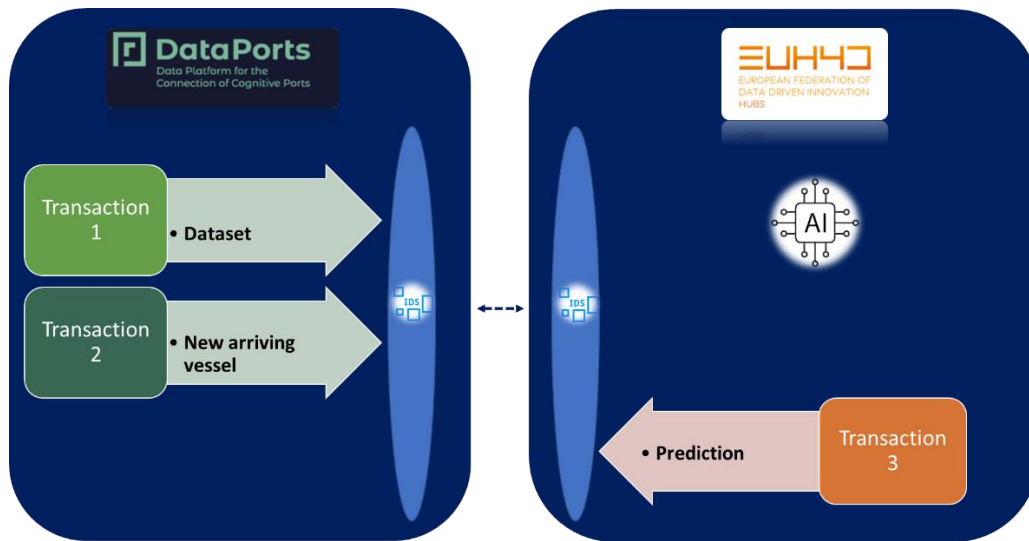 DataPorts
Data Platform for the
Connection of Cognitive Ports
Transaction
1
• Dataset
Transaction
2
• New arriving
vessel
IDS
EUH4D
EUROPEAN FEDERATION OF
DATA DRIVEN INNOVATION
HUBS
AI
IDS
• Prediction
Transaction
3